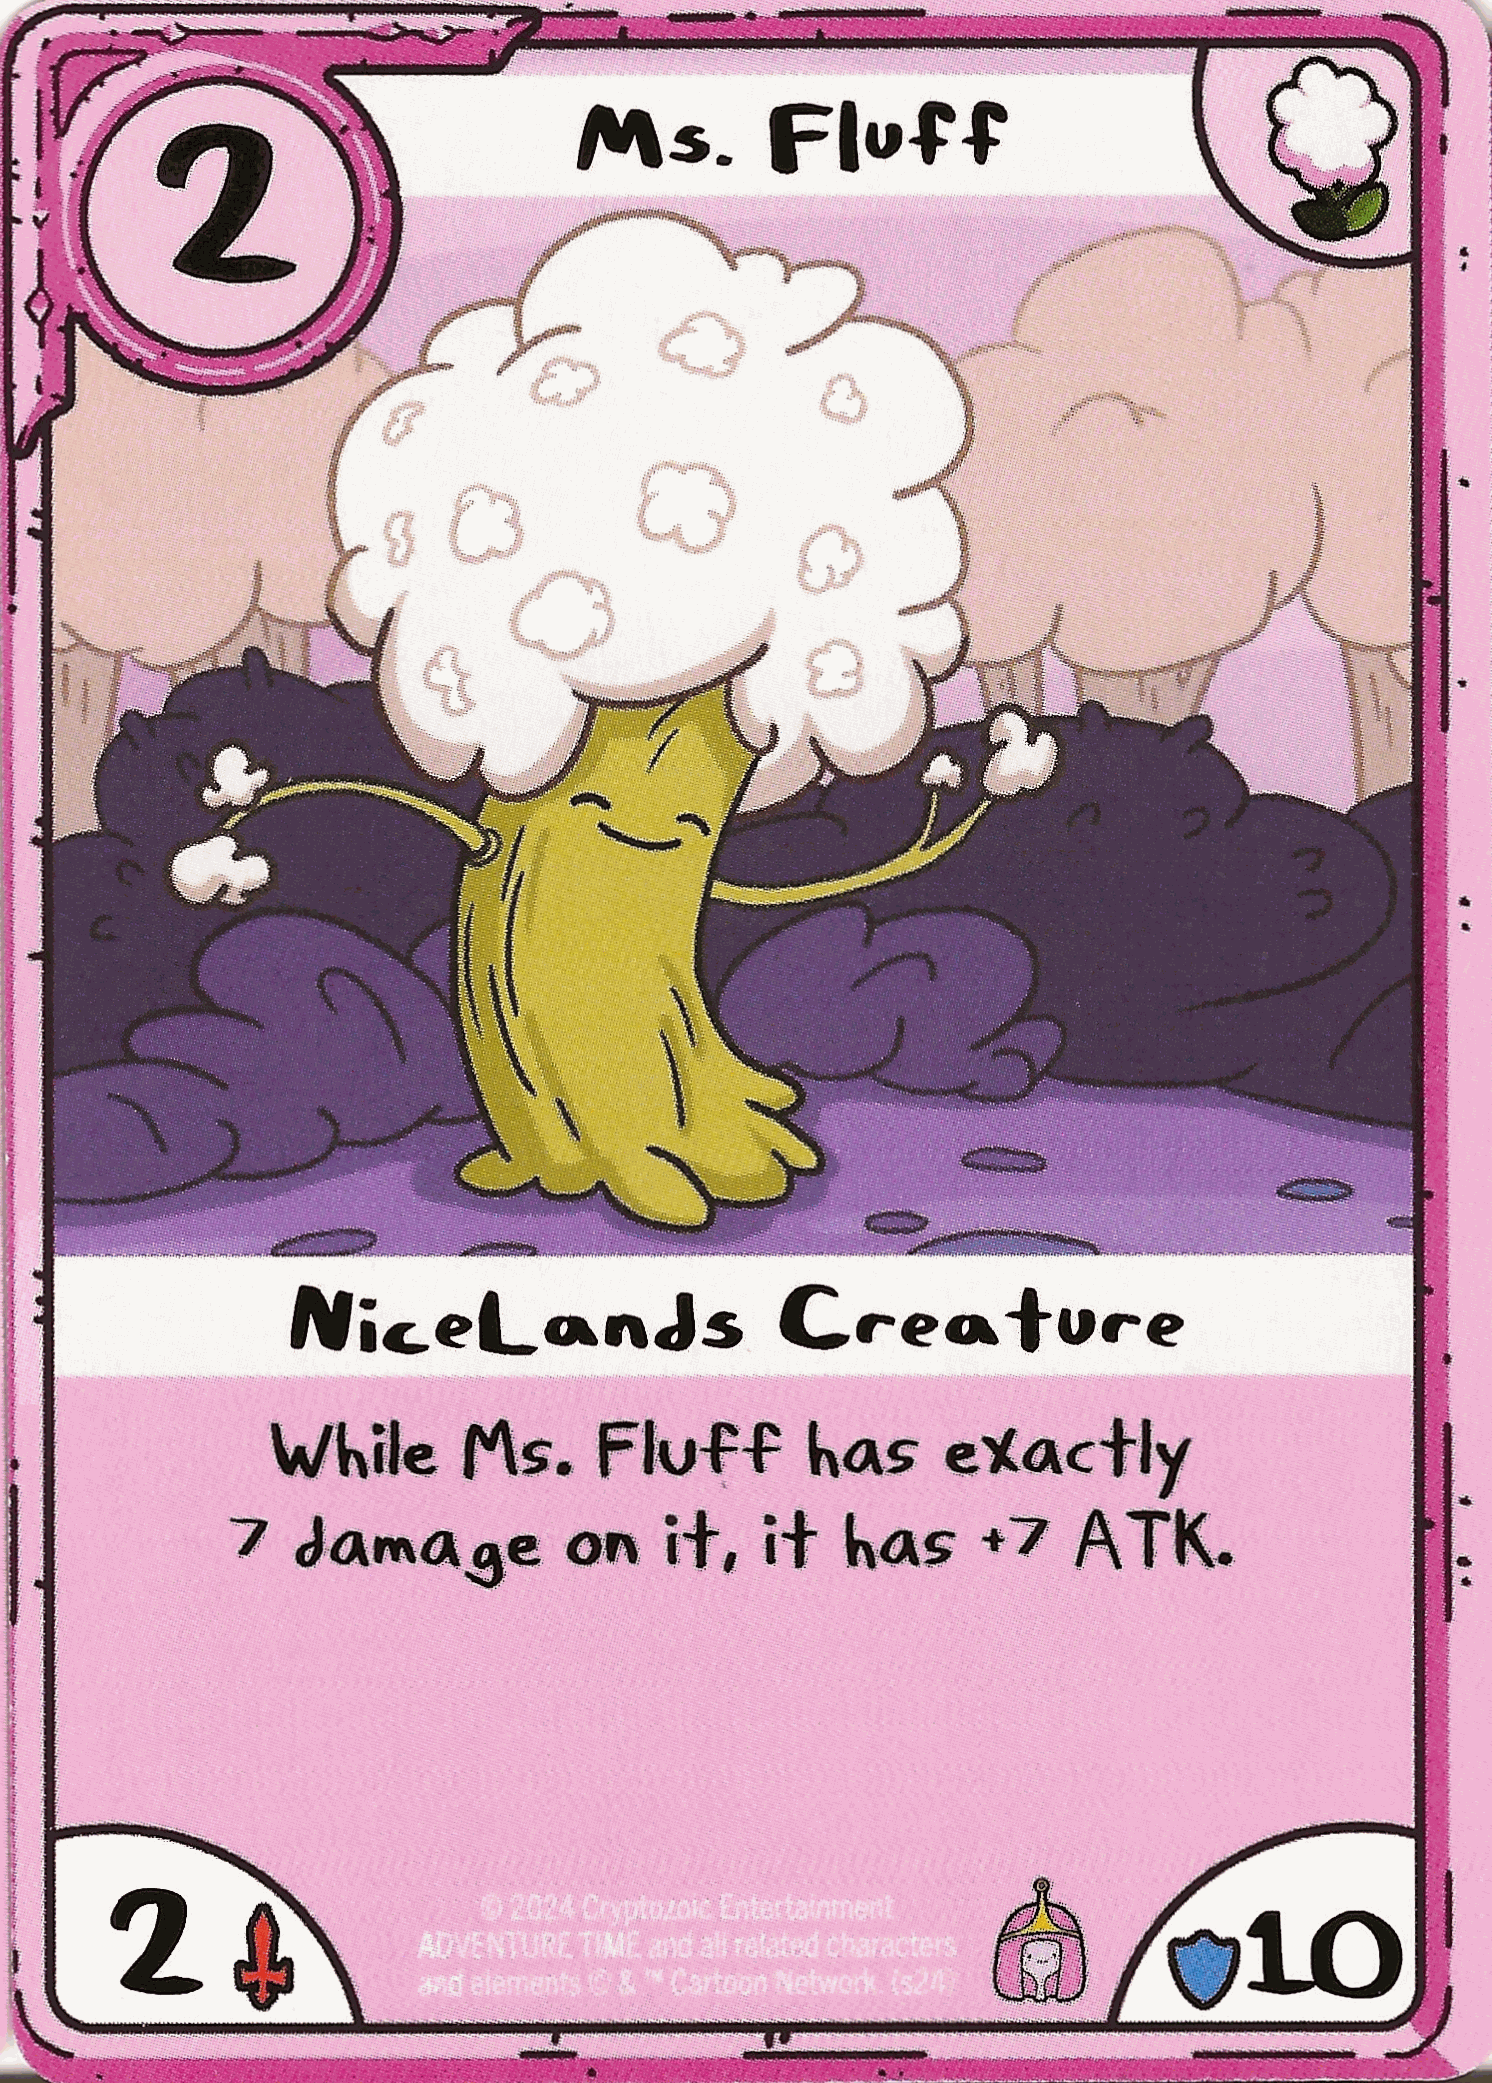 2
Ms. Fluff
NiceLands Creature
While Ms. Fluff has exactly
7 damage on it, it has +7 ATK.
2
© 2024 Cryptozoic Entertainment
ADVENTURE TIME and all related characters
and elements © & ™ Cartoon Network. (s24)
10